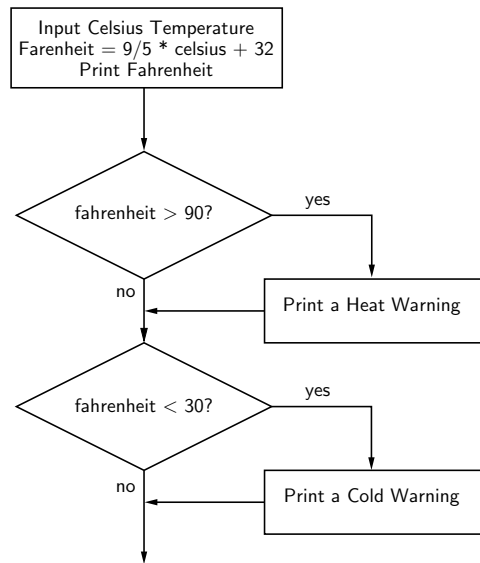 Input Celsius Temperature
Farenheit = 9/5 * celsius + 32
Print Fahrenheit
fahrenheit > 90?
yes
no
Print a Heat Warning
fahrenheit < 30?
yes
no
Print a Cold Warning